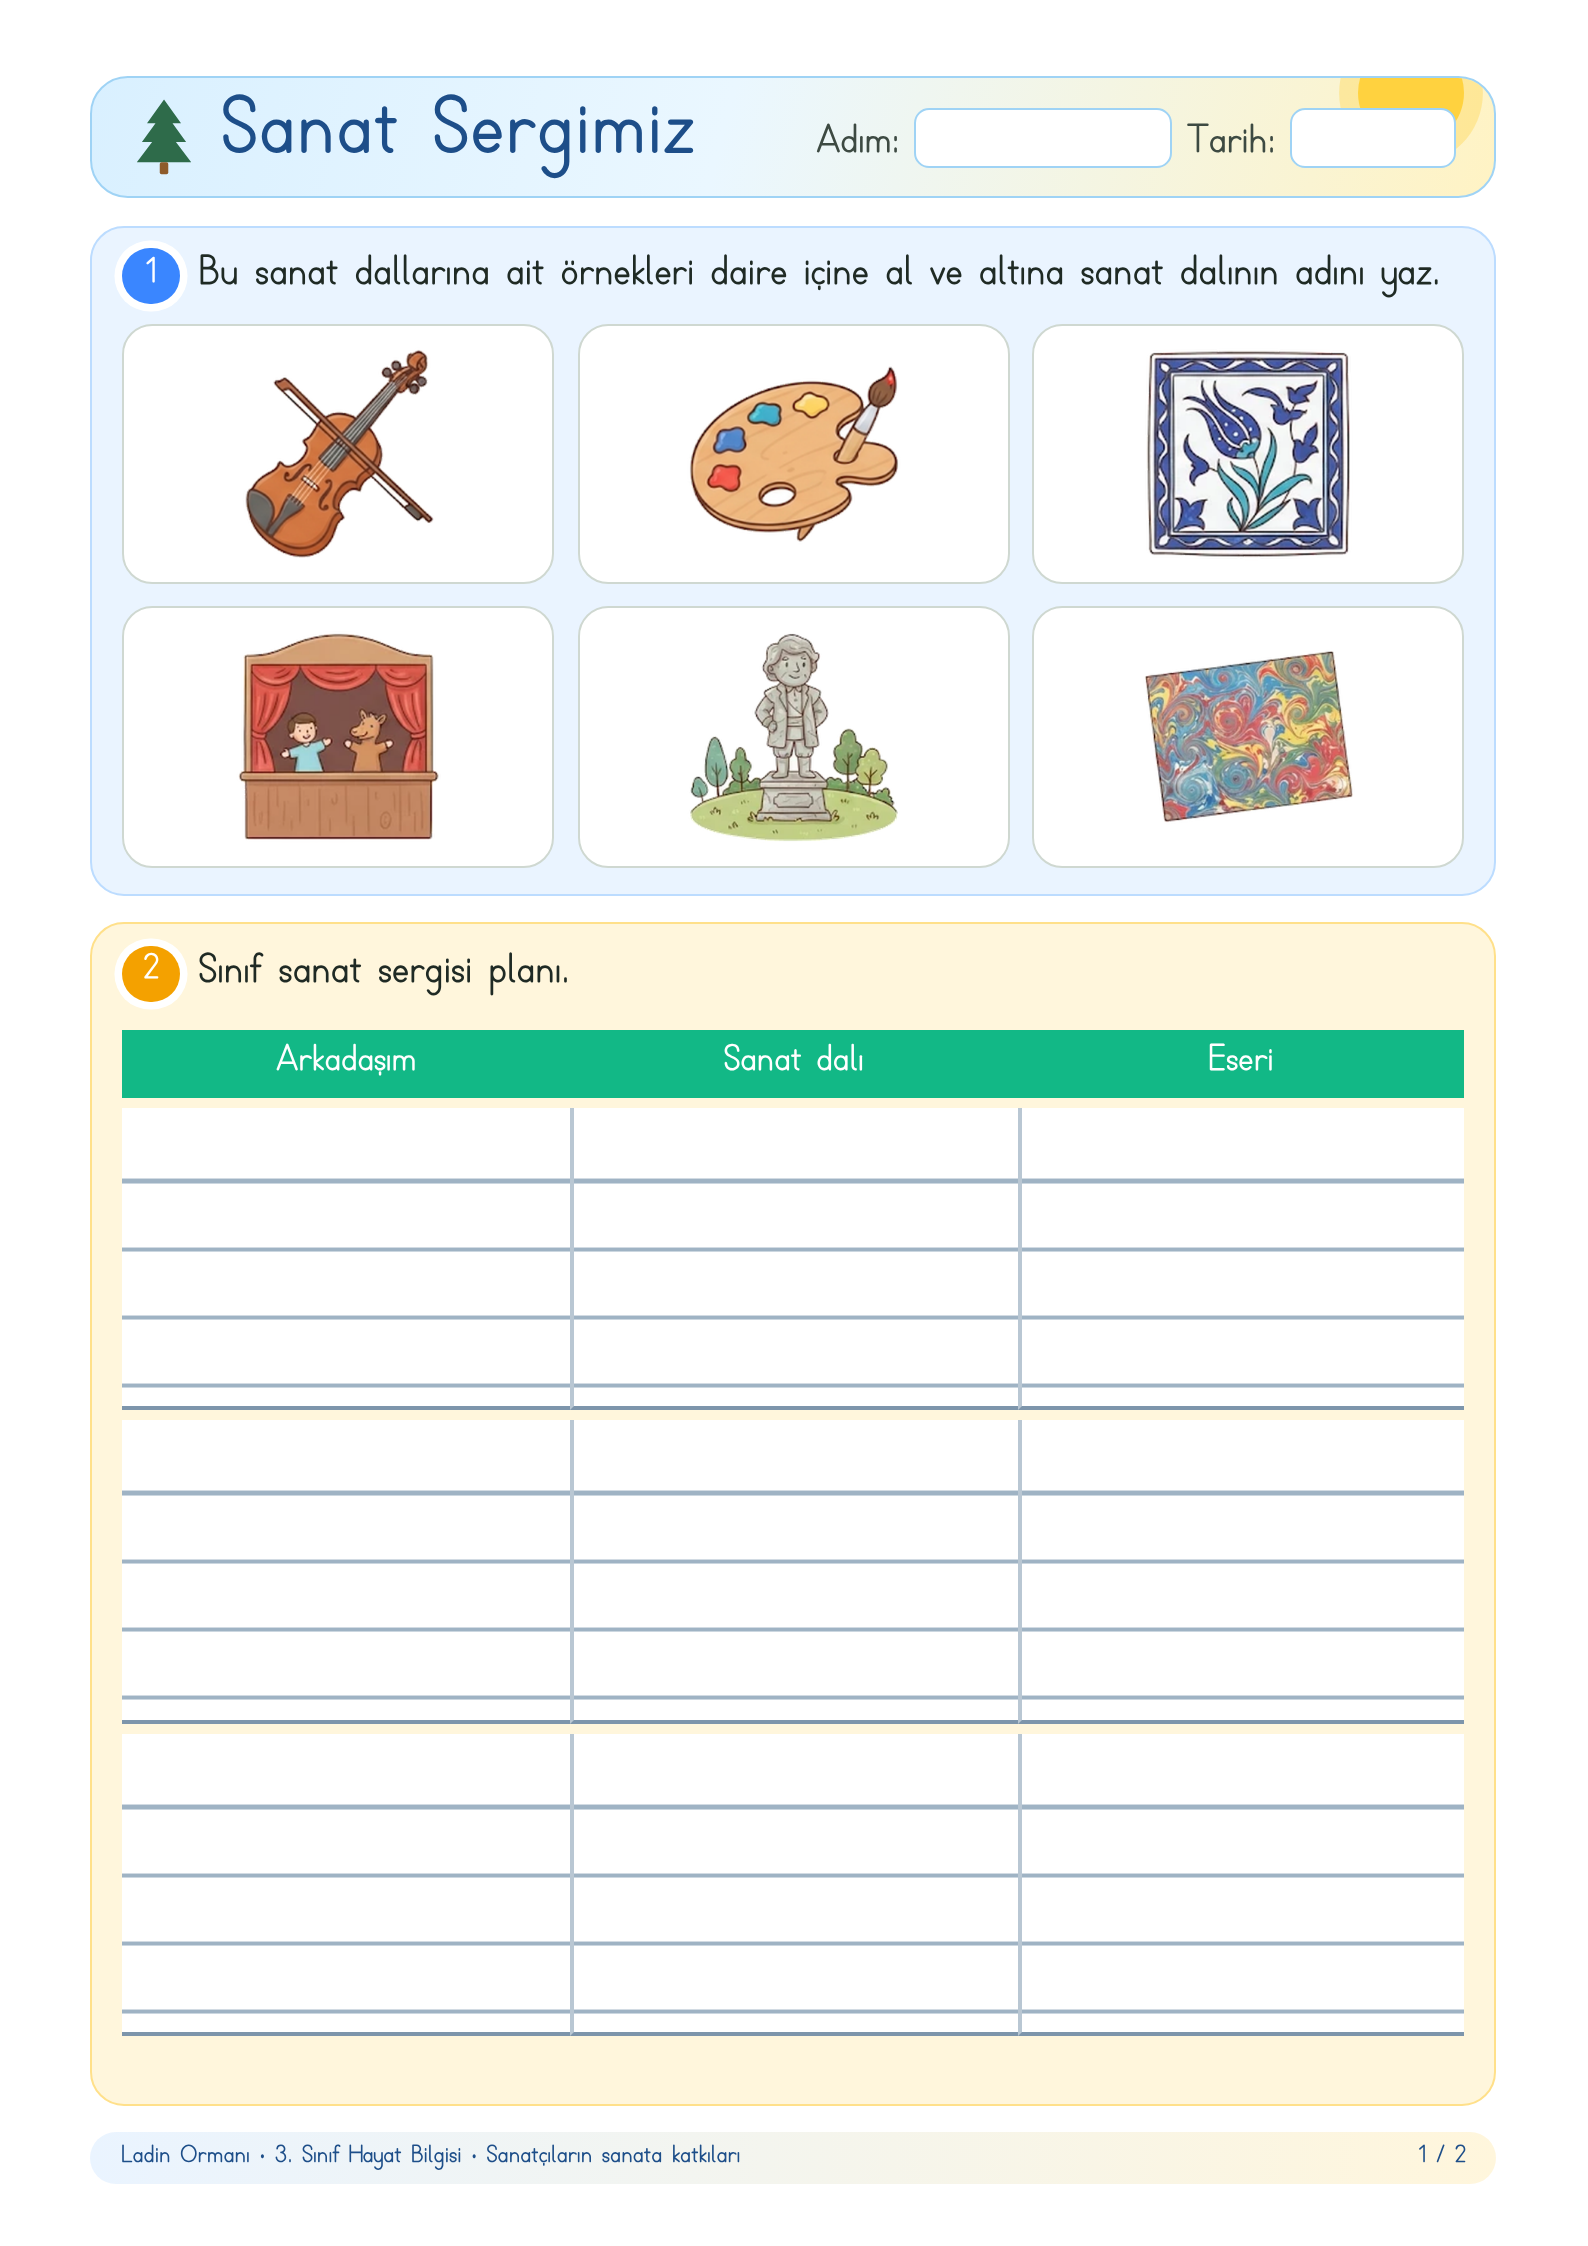 Sanat Sergimiz
Adım:
Tarih:
1 Bu sanat dallarına ait örnekleri daire içine al ve altına sanat dalının adını yaz.
2 Sınıf sanat sergisi planı.
Arkadaşım Sanat dalı Eseri
Ladin Ormanı • 3. Sınıf Hayat Bilgisi • Sanatçıların sanata katkıları 1 / 2